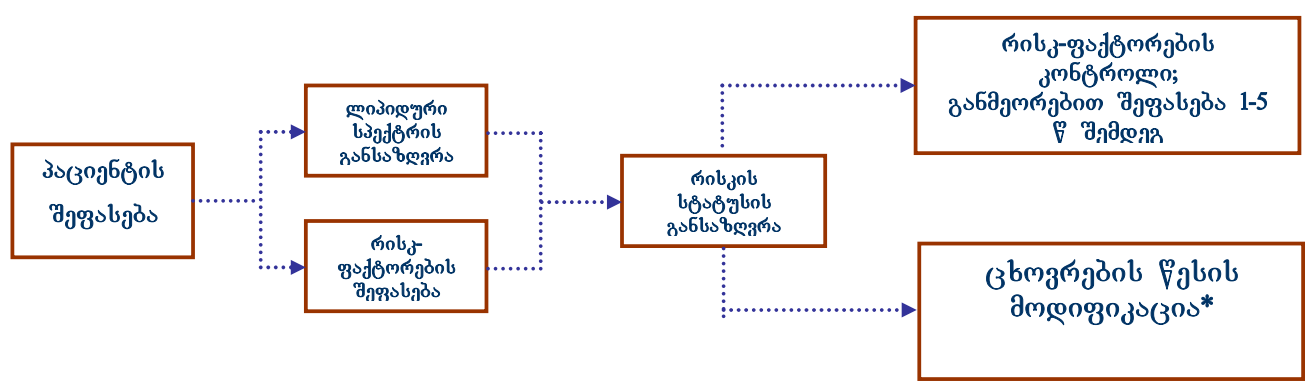 პაციენტის
შეფასება
ლიპიდური
სპექტრის
განსაზღვრა
რისკ-
ფაქტორების
შეფასება
რისკის
სტატუსის
განსაზღვრა
რისკ-ფაქტორების
კონტროლი;
განმეორებით შეფასება 1-5
წ შემდეგ
ცხოვრების წესის
მოდიფიკაცია*